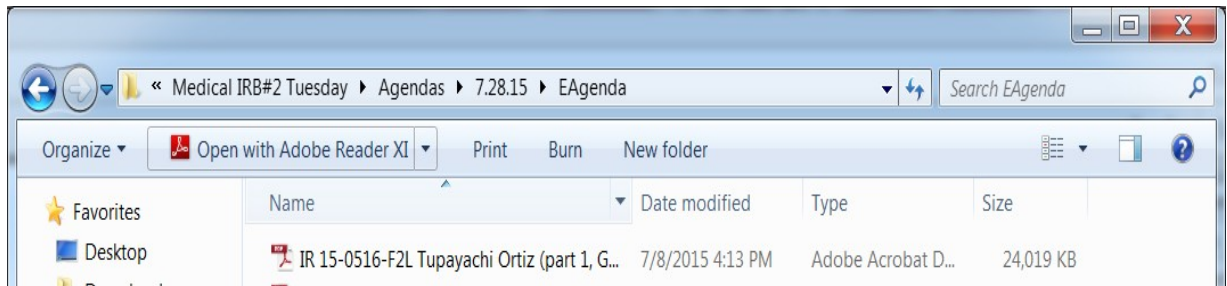 « Medical IRB#2 Tuesday ▸ Agendas ▸ 7.28.15 ▸ EAgenda Search EAgenda
Organize Open with Adobe Reader XI Print Burn New folder
Favorites Name Date modified Type Size
Desktop IR 15-0516-F2L Tupayachi Ortiz (part 1, G... 7/8/2015 4:13 PM Adobe Acrobat D... 24,019 KB